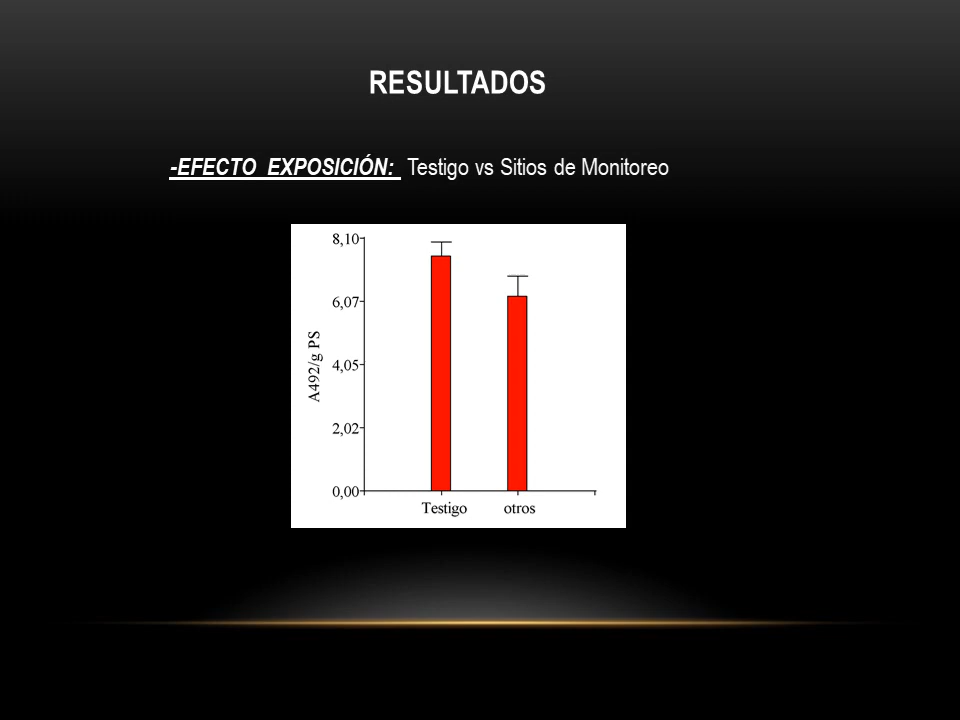 RESULTADOS
-EFECTO EXPOSICIÓN: Testigo vs Sitios de Monitoreo
8,10
6,07
4,05
2,02
0,00
A492/g PS
Testigo otros